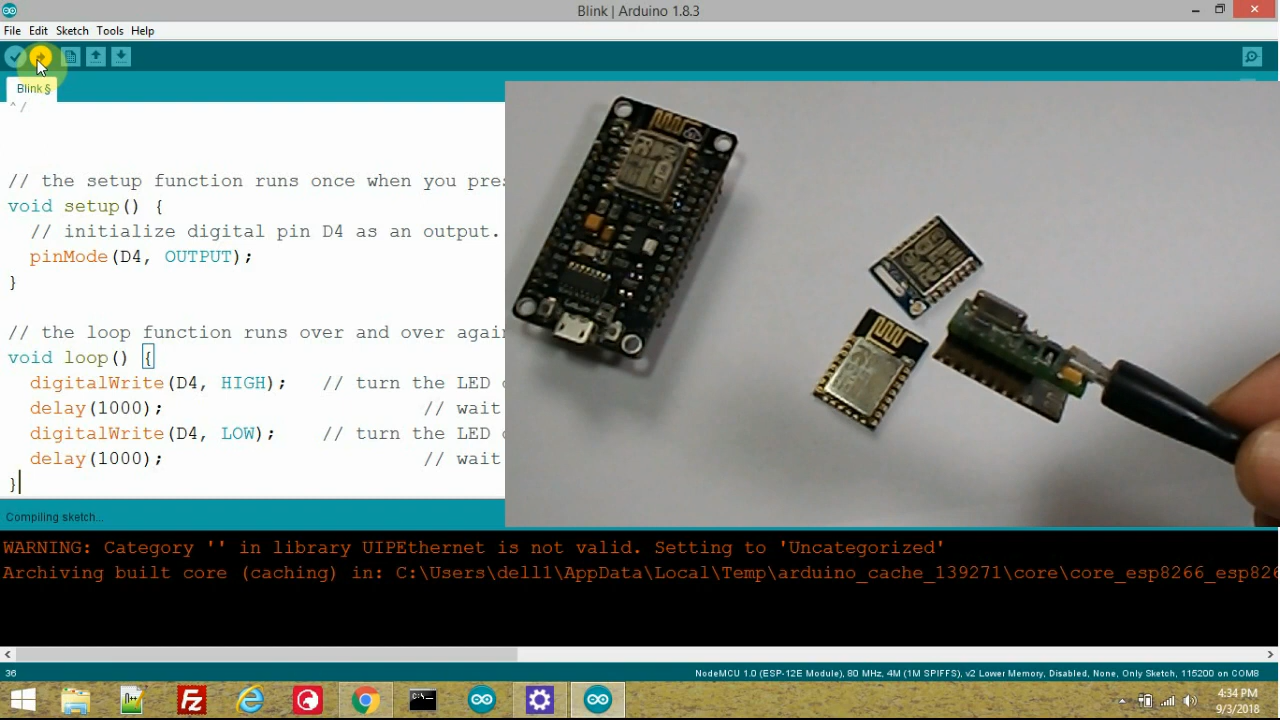 Blink | Arduino 1.8.3
File Edit Sketch Tools Help
Blink §
// the setup function runs once when you pres
void setup() {
// initialize digital pin D4 as an output.
pinMode(D4, OUTPUT);
}
// the loop function runs over and over again
void loop() {
digitalWrite(D4, HIGH); // turn the LED o
delay(1000); // wait
digitalWrite(D4, LOW); // turn the LED o
delay(1000); // wait
}
Compiling sketch...
WARNING: Category '' in library UIPEthernet is not valid. Setting to 'Uncategorized'
Archiving built core (caching) in: C:\Users\dell1\AppData\Local\Temp\arduino_cache_139271\core\core_esp8266_esp826
36
NodeMCU 1.0 (ESP-12E Module), 80 MHz, 4M (1M SPIFFS), v2 Lower Memory, Disabled, None, Only Sketch, 115200 on COM8
4:34 PM
9/3/2018